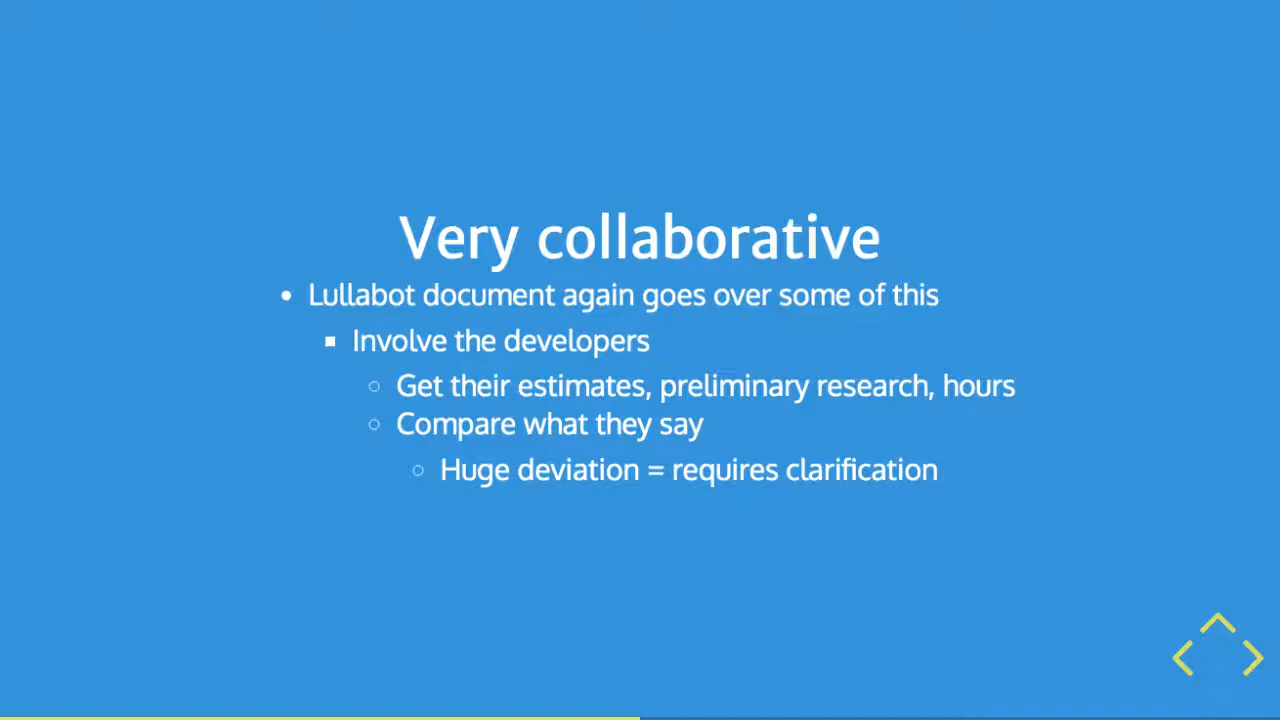 Very collaborative
Lullabot document again goes over some of this
Involve the developers
Get their estimates, preliminary research, hours
Compare what they say
Huge deviation = requires clarification